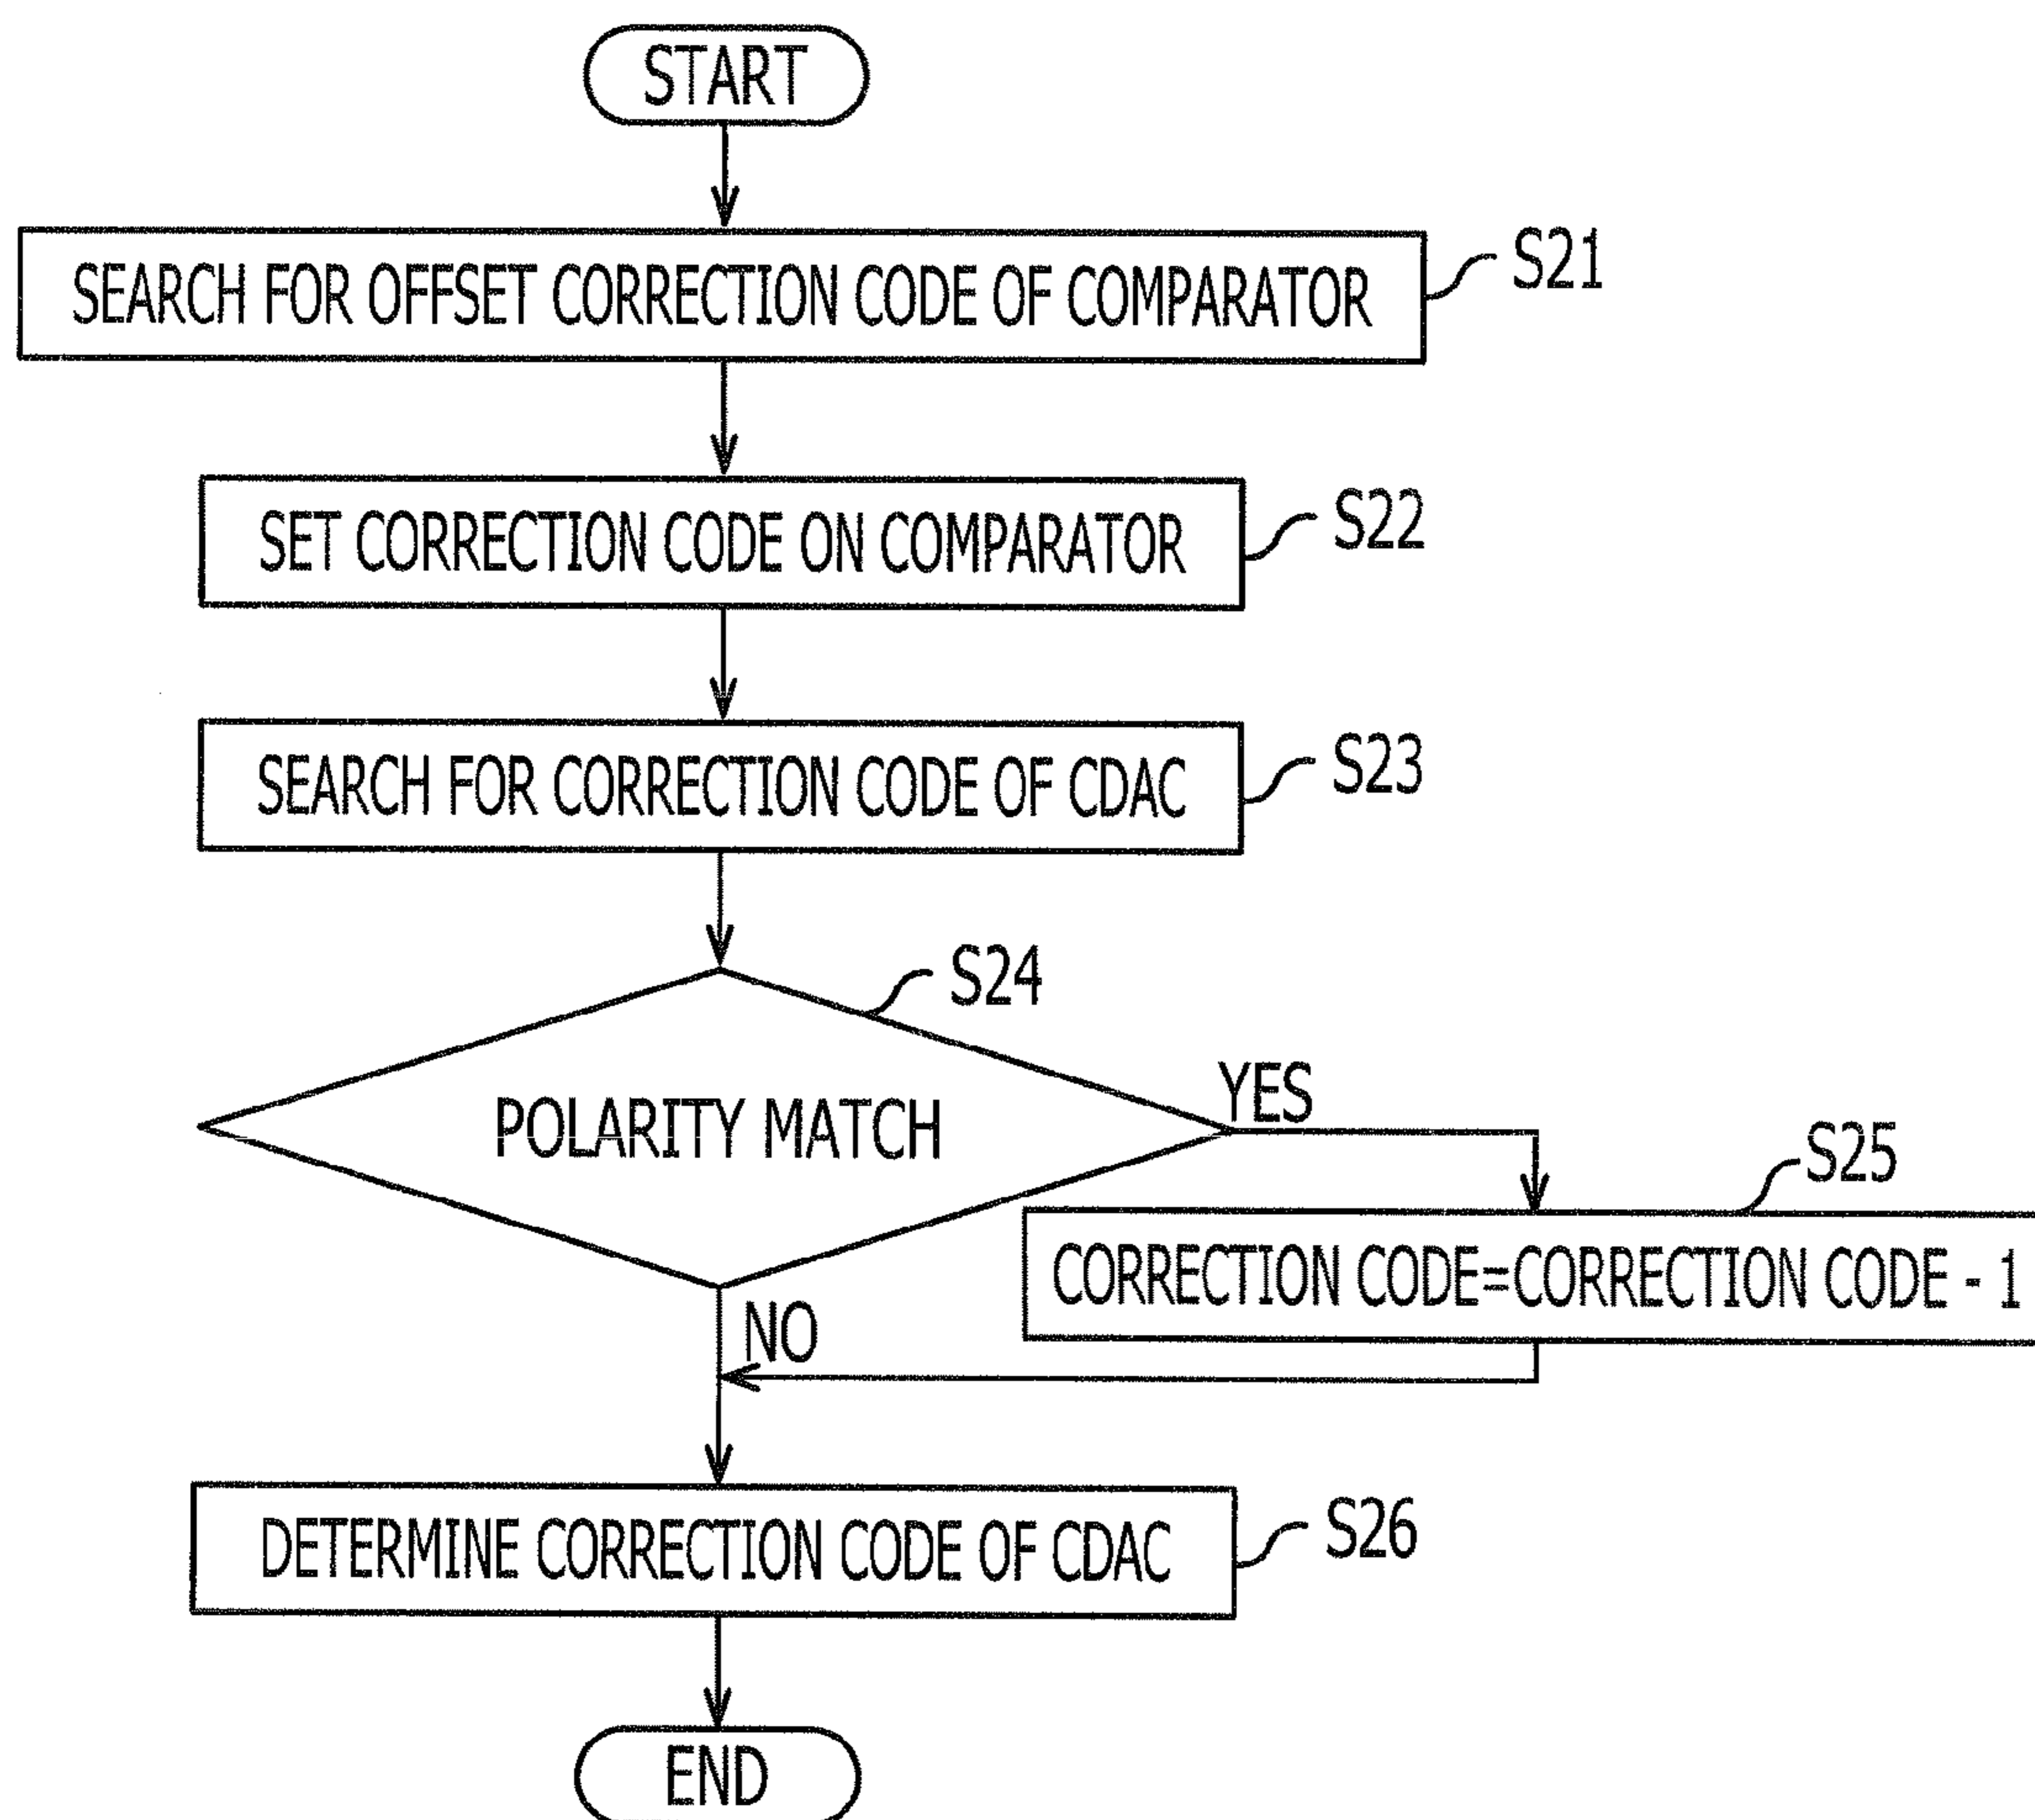 START
SEARCH FOR OFFSET CORRECTION CODE OF COMPARATOR
S21
SET CORRECTION CODE ON COMPARATOR
S22
SEARCH FOR CORRECTION CODE OF CDAC
S23
S24
POLARITY MATCH
YES
S25
CORRECTION CODE=CORRECTION CODE - 1
NO
DETERMINE CORRECTION CODE OF CDAC
S26
END